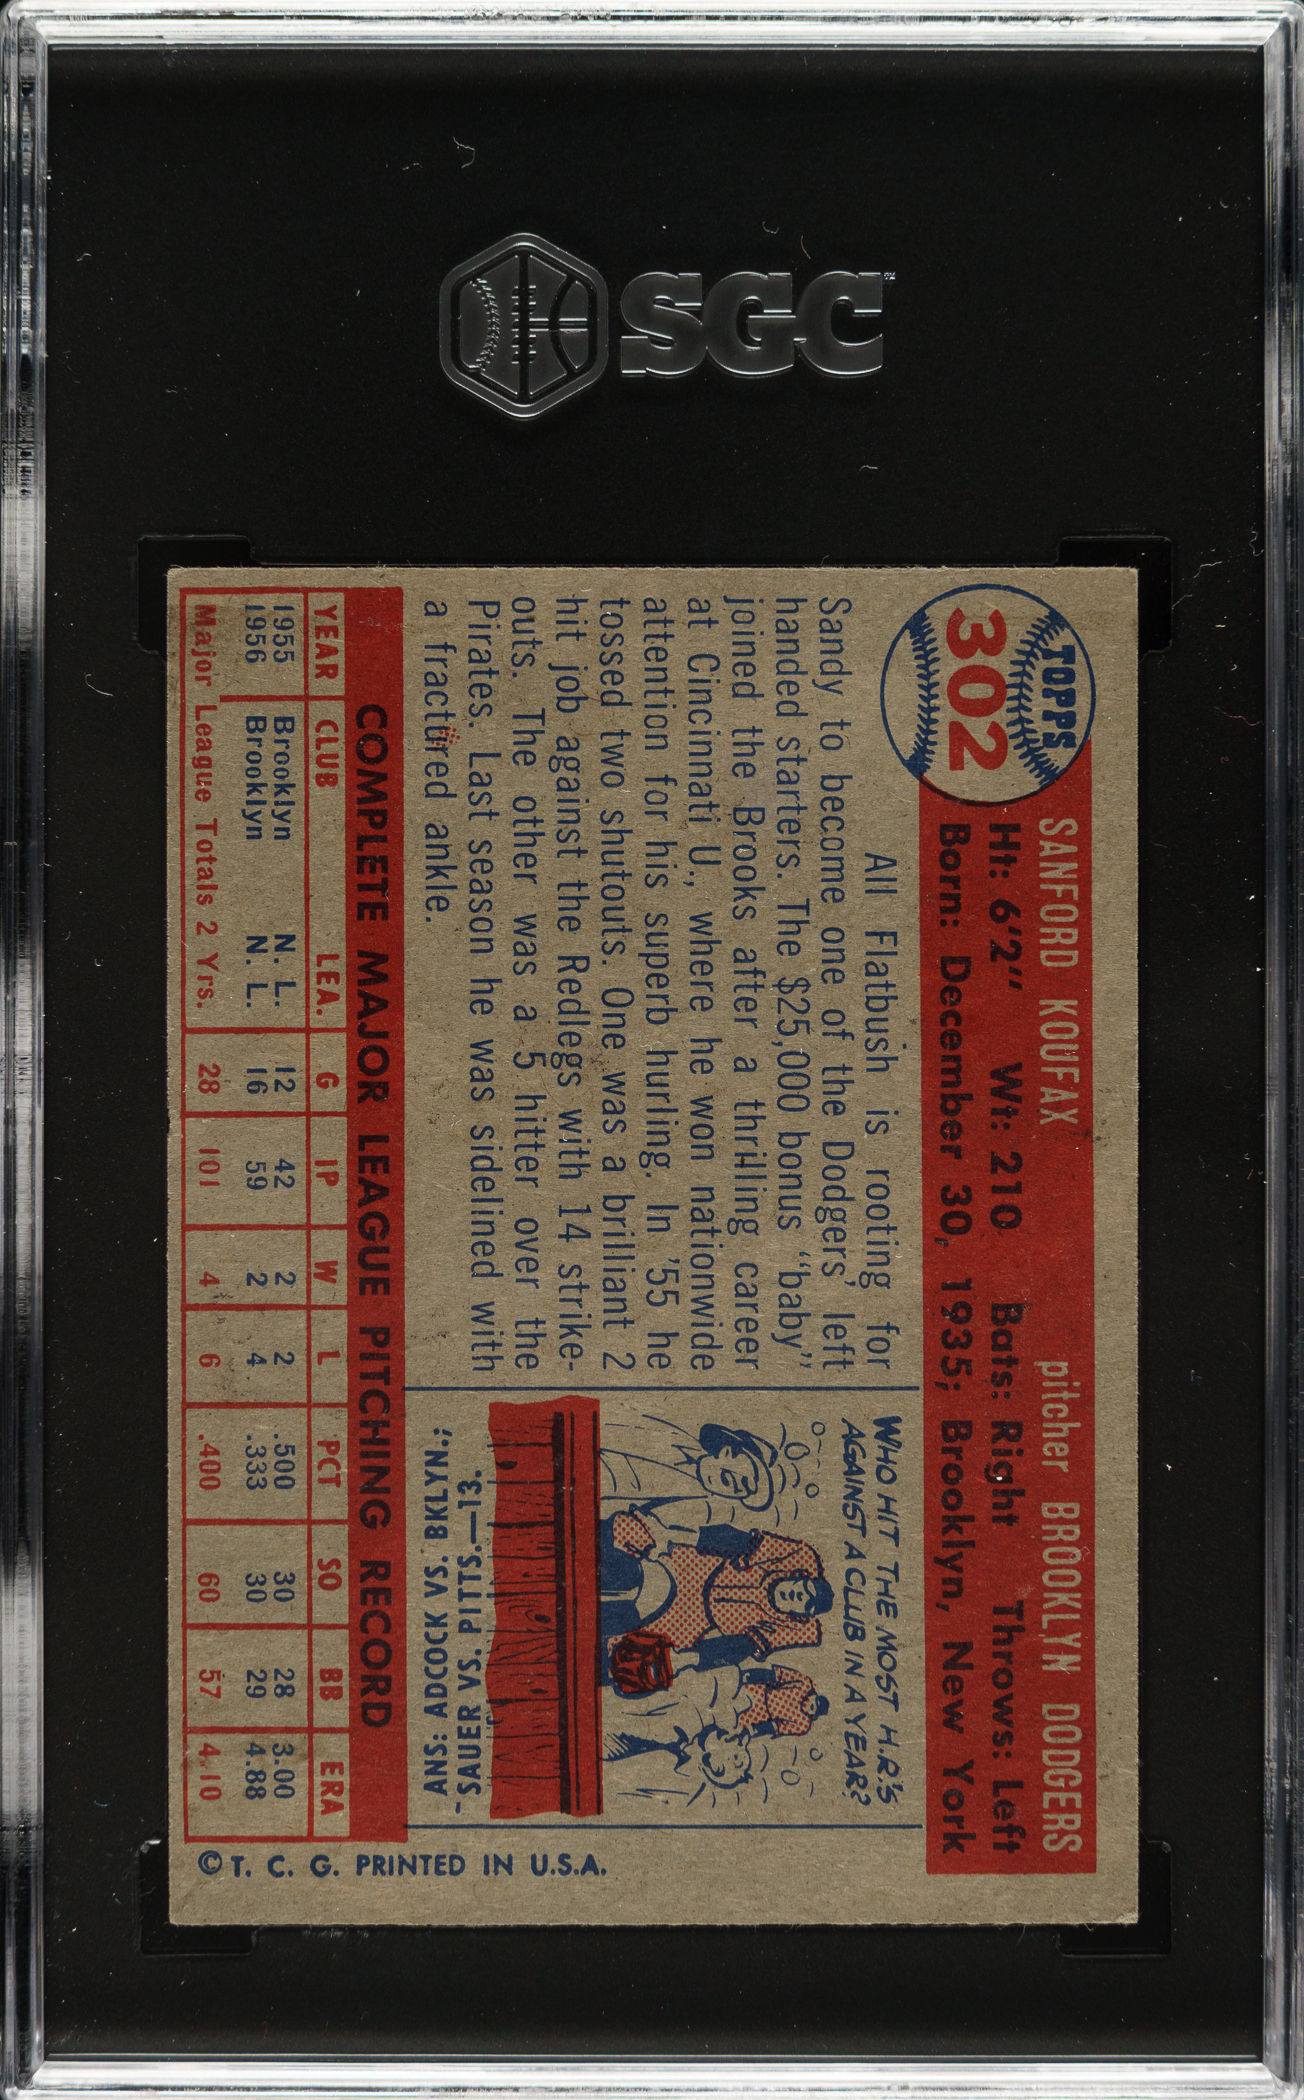 SGC
TOPPS
302
SANFORD KOUFAX pitcher BROOKLYN DODGERS
Ht: 6'2" Wt: 210 Bats: Right Throws: Left
Born: December 30, 1935; Brooklyn, New York
All Flatbush is rooting for
Sandy to become one of the Dodgers' left
handed starters. The $25,000 bonus "baby"
joined the Brooks after a thrilling career
at Cincinnati U., where he won nationwide
attention for his superb hurling. In '55 he
tossed two shutouts. One was a brilliant 2
hit job against the Redlegs with 14 strike-
outs. The other was a 5 hitter over the
Pirates. Last season he was sidelined with
a fractured ankle.
WHO HIT THE MOST H.R.'S
AGAINST A CLUB IN A YEAR?
ANS: ADCOCK VS. BKLYN.;
SAUER VS. PITTS.—13.
COMPLETE MAJOR LEAGUE PITCHING RECORD
YEAR CLUB LEA. G IP W L PCT SO BB ERA
1955 Brooklyn N. L. 12 42 2 2 .500 30 28 3.00
1956 Brooklyn N. L. 16 59 2 4 .333 30 29 4.88
Major League Totals 2 Yrs. 28 101 4 6 .400 60 57 4.10
© T. C. G. PRINTED IN U.S.A.